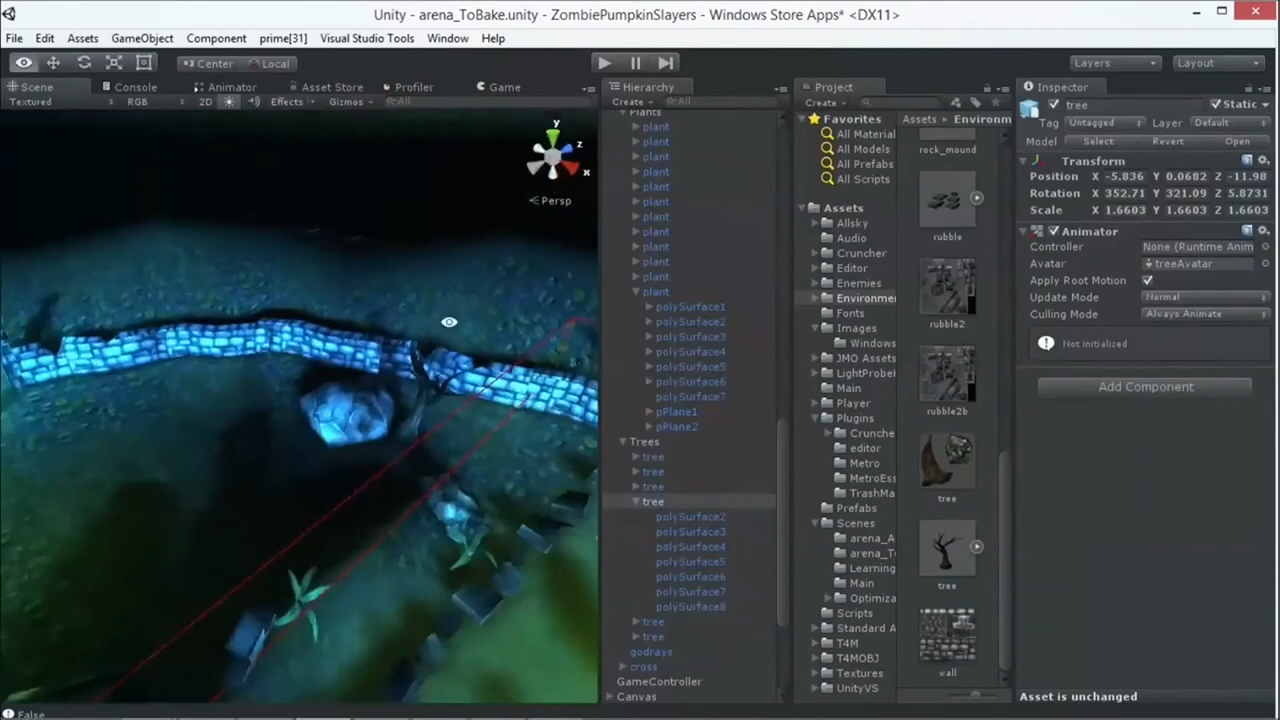 Unity - arena_ToBake.unity - ZombiePumpkinSlayers - Windows Store Apps* <DX11>
File Edit Assets GameObject Component prime[31] Visual Studio Tools Window Help
Center Local Layers Layout
Scene Console Animator Asset Store Profiler Game
Textured RGB 2D Effects Gizmos All
y
z
x
Persp
Hierarchy
Create All
Plants
plant
plant
plant
plant
plant
plant
plant
plant
plant
plant
plant
plant
polySurface1
polySurface2
polySurface3
polySurface4
polySurface5
polySurface6
polySurface7
pPlane1
pPlane2
Trees
tree
tree
tree
tree
polySurface2
polySurface3
polySurface4
polySurface5
polySurface6
polySurface7
polySurface8
tree
tree
godrays
cross
GameController
Canvas
Project
Create
Favorites
All Material
All Models
All Prefabs
All Scripts
Assets
Allsky
Audio
Cruncher
Editor
Enemies
Environme
Fonts
Images
Windows
JMO Assets
LightProbeH
Main
Player
Plugins
Crunche
editor
Metro
MetroEss
TrashMa
Prefabs
Scenes
arena_A
arena_T
Learning
Main
Optimiza
Scripts
Standard A
T4M
T4MOBJ
Textures
UnityVS
Assets Environm
rock_mound
rubble
rubble2
rubble2b
tree
tree
wall
Inspector
tree Static
Tag Untagged Layer Default
Model Select Revert Open
Transform
Position X -5.836 Y 0.0682 Z -11.98
Rotation X 352.71 Y 321.09 Z 5.8731
Scale X 1.6603 Y 1.6603 Z 1.6603
Animator
Controller None (Runtime Anim
Avatar treeAvatar
Apply Root Motion
Update Mode Normal
Culling Mode Always Animate
Not initialized
Add Component
Asset is unchanged
False